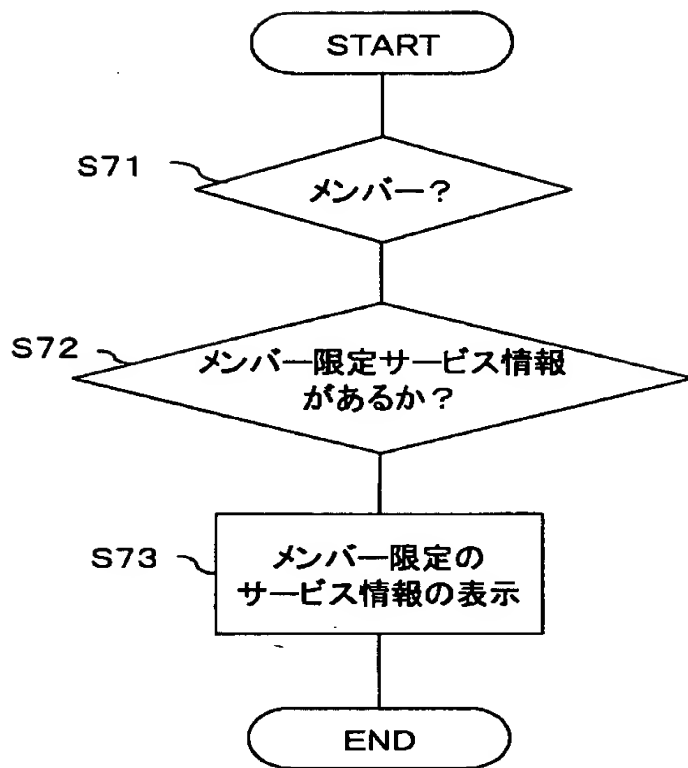 START
S71
メンバー?
S72
メンバー限定サービス情報
があるか?
S73
メンバー限定の
サービス情報の表示
END